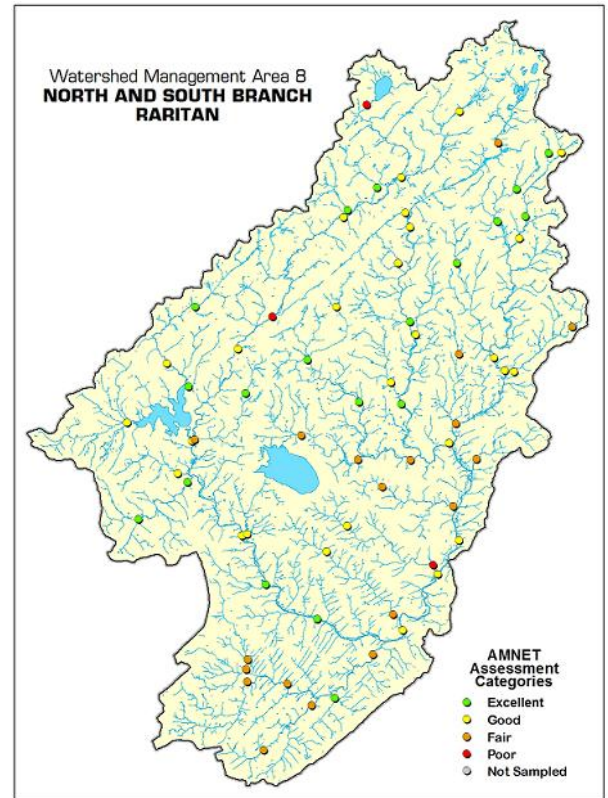 Watershed Management Area 8
NORTH AND SOUTH BRANCH
RARITAN
AMNET
Assessment
Categories
Excellent
Good
Fair
Poor
Not Sampled